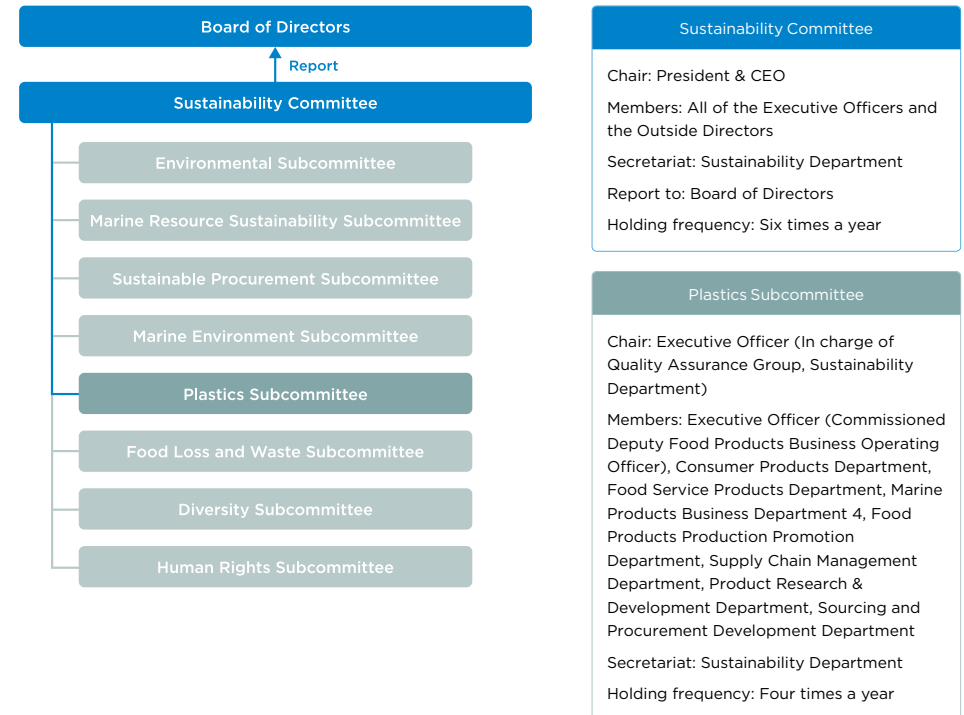 Board of Directors
Report
Sustainability Committee
Environmental Subcommittee
Marine Resource Sustainability Subcommittee
Sustainable Procurement Subcommittee
Marine Environment Subcommittee
Plastics Subcommittee
Food Loss and Waste Subcommittee
Diversity Subcommittee
Human Rights Subcommittee
Sustainability Committee
Chair: President & CEO
Members: All of the Executive Officers and
the Outside Directors
Secretariat: Sustainability Department
Report to: Board of Directors
Holding frequency: Six times a year
Plastics Subcommittee
Chair: Executive Officer (In charge of
Quality Assurance Group, Sustainability
Department)
Members: Executive Officer (Commissioned
Deputy Food Products Business Operating
Officer), Consumer Products Department,
Food Service Products Department, Marine
Products Business Department 4, Food
Products Production Promotion
Department, Supply Chain Management
Department, Product Research &
Development Department, Sourcing and
Procurement Development Department
Secretariat: Sustainability Department
Holding frequency: Four times a year